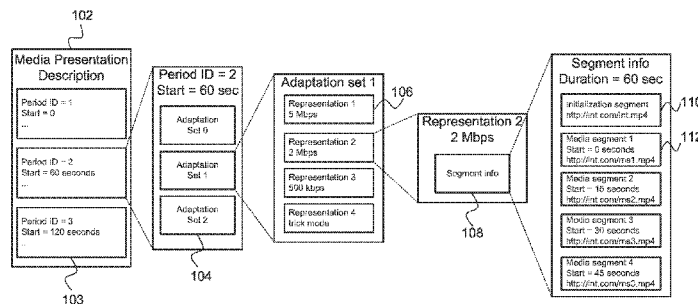 102
Media Presentation
Description
Period ID = 1
Start = 0
...
Period ID = 2
Start = 60 seconds
...
Period ID = 3
Start = 120 seconds
...
103
Period ID = 2
Start = 60 sec
Adaptation
Set 0
Adaptation
Set 1
Adaptation
Set 2
104
Adaptation set 1
Representation 1
5 Mbps
Representation 2
2 Mbps
Representation 3
500 kbps
Representation 4
trick mode
106
Representation 2
2 Mbps
Segment info
108
Segment info
Duration = 60 sec
Initialization segment
http://int.com/int.mp4
110
Media segment 1
Start = 0 seconds
http://int.com/ms1.mp4
112
Media segment 2
Start = 15 seconds
http://int.com/ms2.mp4
Media segment 3
Start = 30 seconds
http://int.com/ms3.mp4
Media segment 4
Start = 45 seconds
http://int.com/ms3.mp4